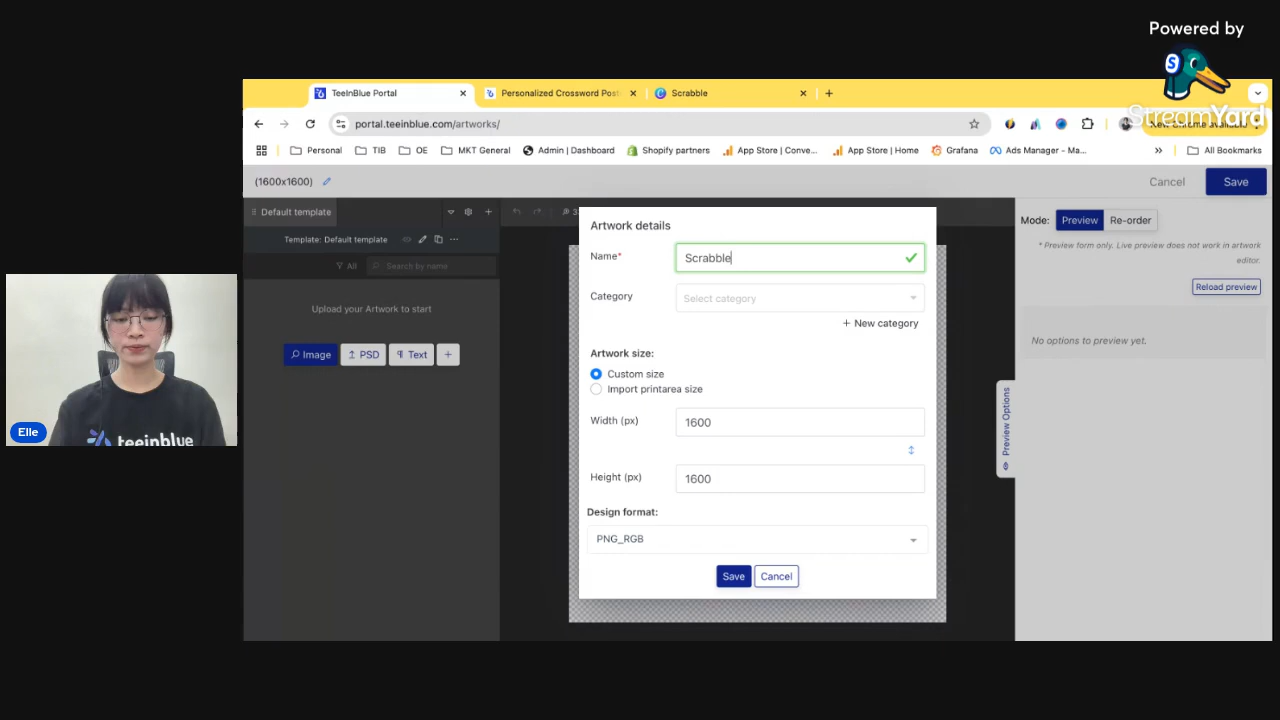 Powered by
StreamYard
TeeInBlue Portal
Personalized Crossword Post
Scrabble
portal.teeinblue.com/artworks/
New Chrome available
Personal
TIB
OE
MKT General
Admin | Dashboard
Shopify partners
App Store | Conve...
App Store | Home
Grafana
Ads Manager - Ma...
All Bookmarks
(1600x1600)
Cancel
Save
Default template
Template: Default template
All
Search by name
Upload your Artwork to start
Image
PSD
Text
Artwork details
Name*
Scrabble
Category
Select category
+ New category
Artwork size:
Custom size
Import printarea size
Width (px)
1600
Height (px)
1600
Design format:
PNG_RGB
Save
Cancel
Mode:
Preview
Re-order
* Preview form only. Live preview does not work in artwork
editor.
Reload preview
No options to preview yet.
Preview Options
teeinblue
Elle